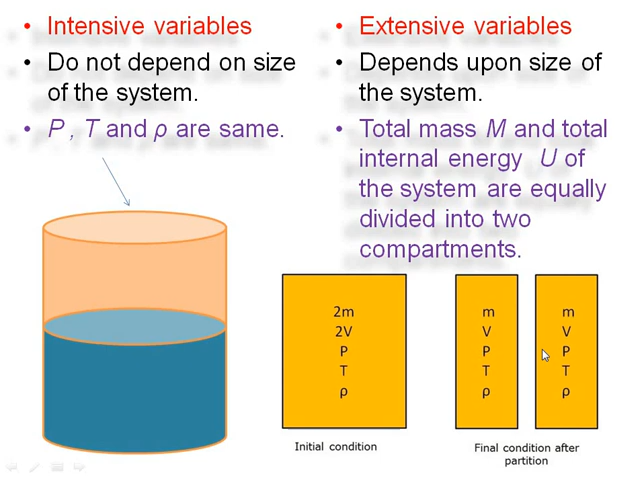 Intensive variables
Do not depend on size
of the system.
P , T and ρ are same.
Extensive variables
Depends upon size of
the system.
Total mass M and total
internal energy U of
the system are equally
divided into two
compartments.
2m
2V
P
T
ρ
Initial condition
m
V
P
T
ρ
m
V
P
T
ρ
Final condition after
partition